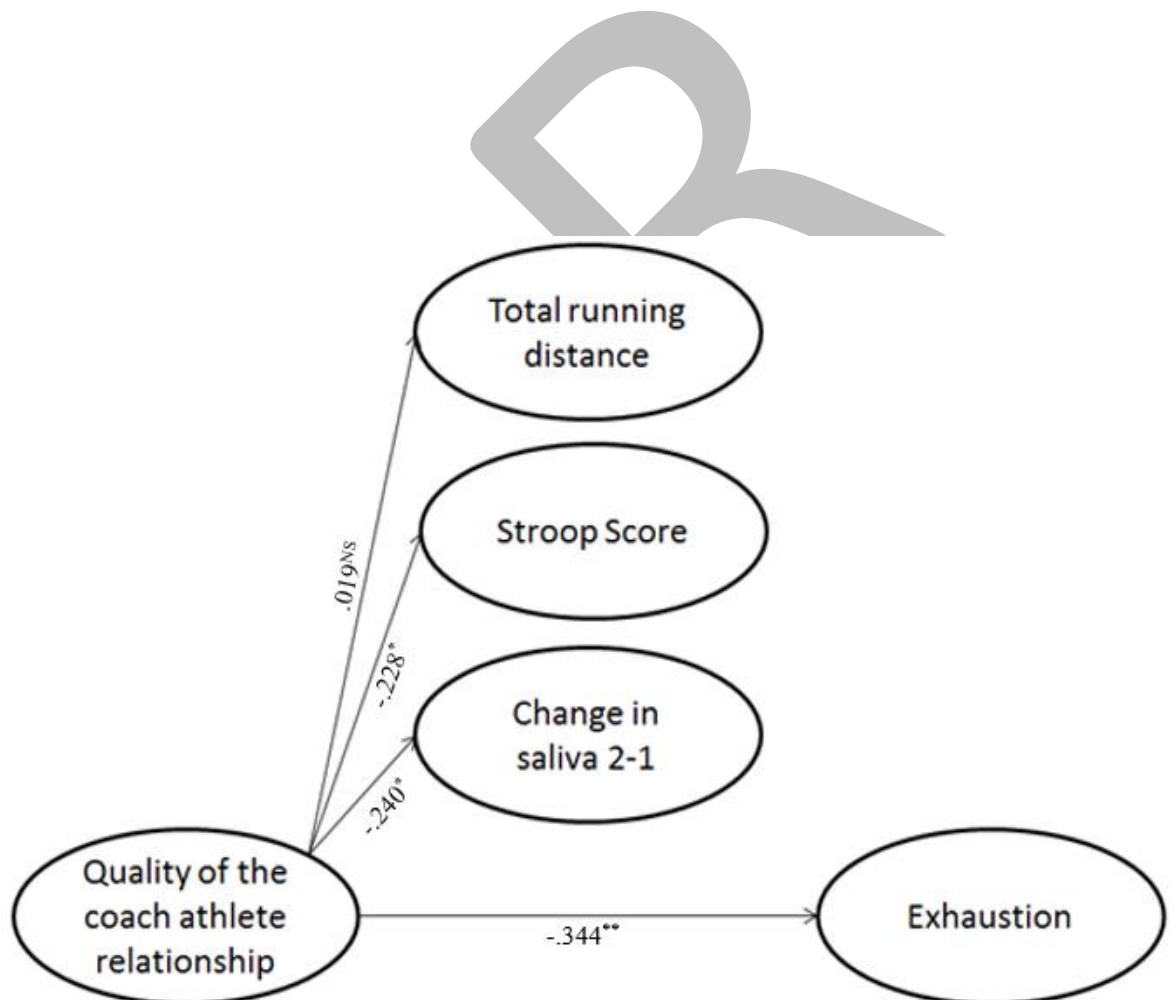 Total running
distance
Stroop Score
.019ᴺˢ
-.228*
Change in
saliva 2-1
-.240*
Quality of the
coach athlete
relationship
-.344**
Exhaustion